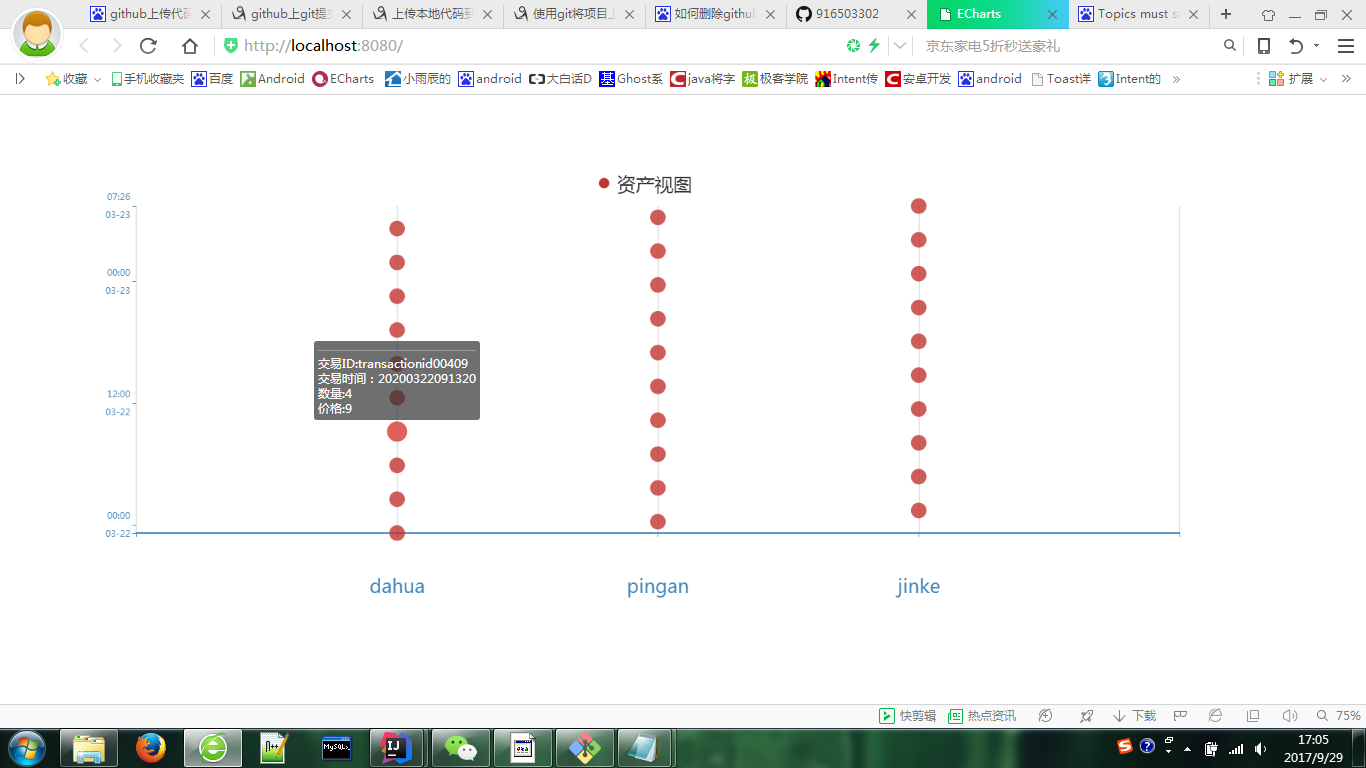 github上传代码
github上git提
上传本地代码到
使用git将项目上
如何删除github
916503302
ECharts
Topics must s
http://localhost:8080/
京东家电5折秒送豪礼
收藏
手机收藏夹
百度
Android
ECharts
小雨辰的
android
大白话D
Ghost系
java将字
极客学院
Intent传
安卓开发
android
Toast详
Intent的
扩展
资产视图
07:26
03-23
00:00
03-23
12:00
03-22
00:00
03-22
交易ID:transactionid00409
交易时间：20200322091320
数量:4
价格:9
dahua
pingan
jinke
快剪辑
热点资讯
下载
75%
17:05
2017/9/29